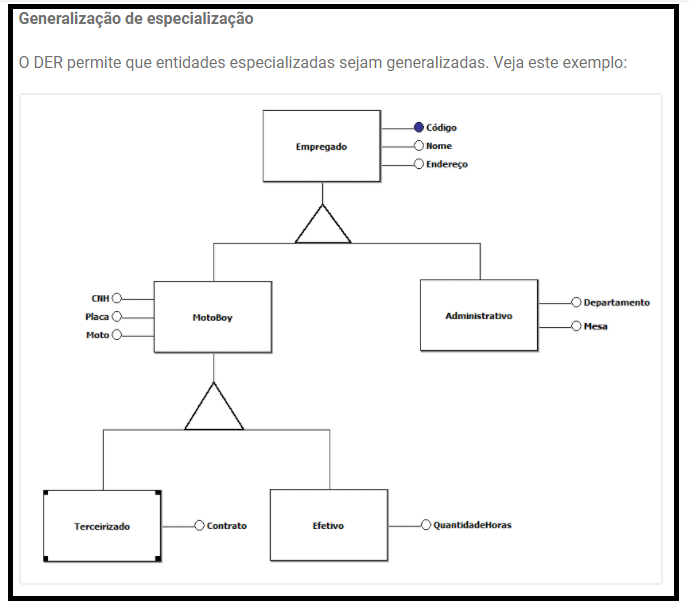 Generalização de especialização
O DER permite que entidades especializadas sejam generalizadas. Veja este exemplo:
Empregado
Código
Nome
Endereço
CNH
Placa
Moto
MotoBoy
Administrativo
Departamento
Mesa
Terceirizado
Contrato
Efetivo
QuantidadeHoras